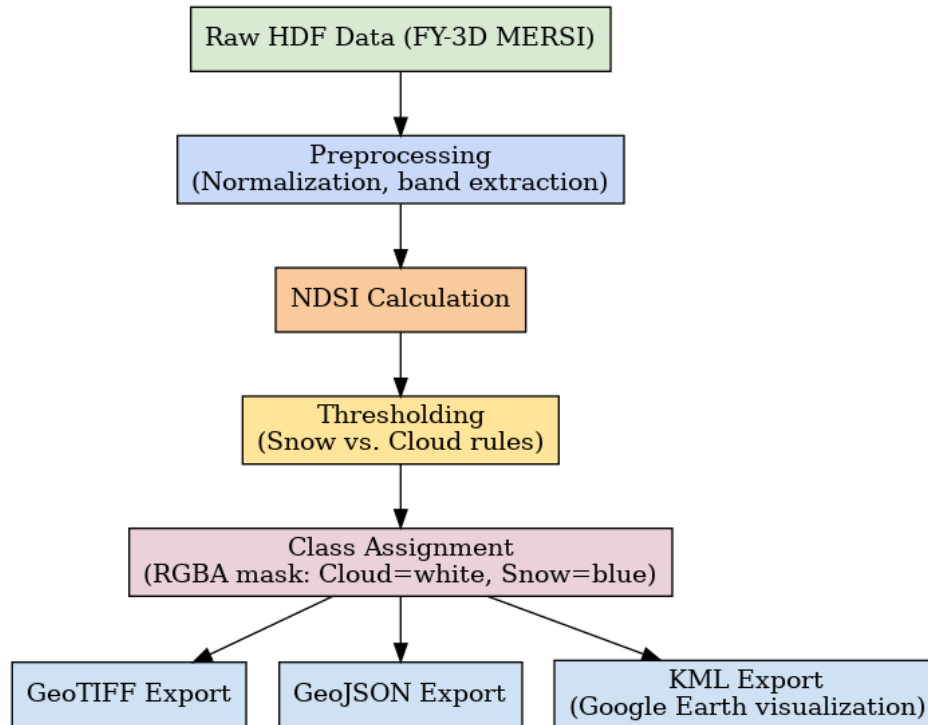 Raw HDF Data (FY-3D MERSI)
Preprocessing
(Normalization, band extraction)
NDSI Calculation
Thresholding
(Snow vs. Cloud rules)
Class Assignment
(RGBA mask: Cloud=white, Snow=blue)
GeoTIFF Export
GeoJSON Export
KML Export
(Google Earth visualization)